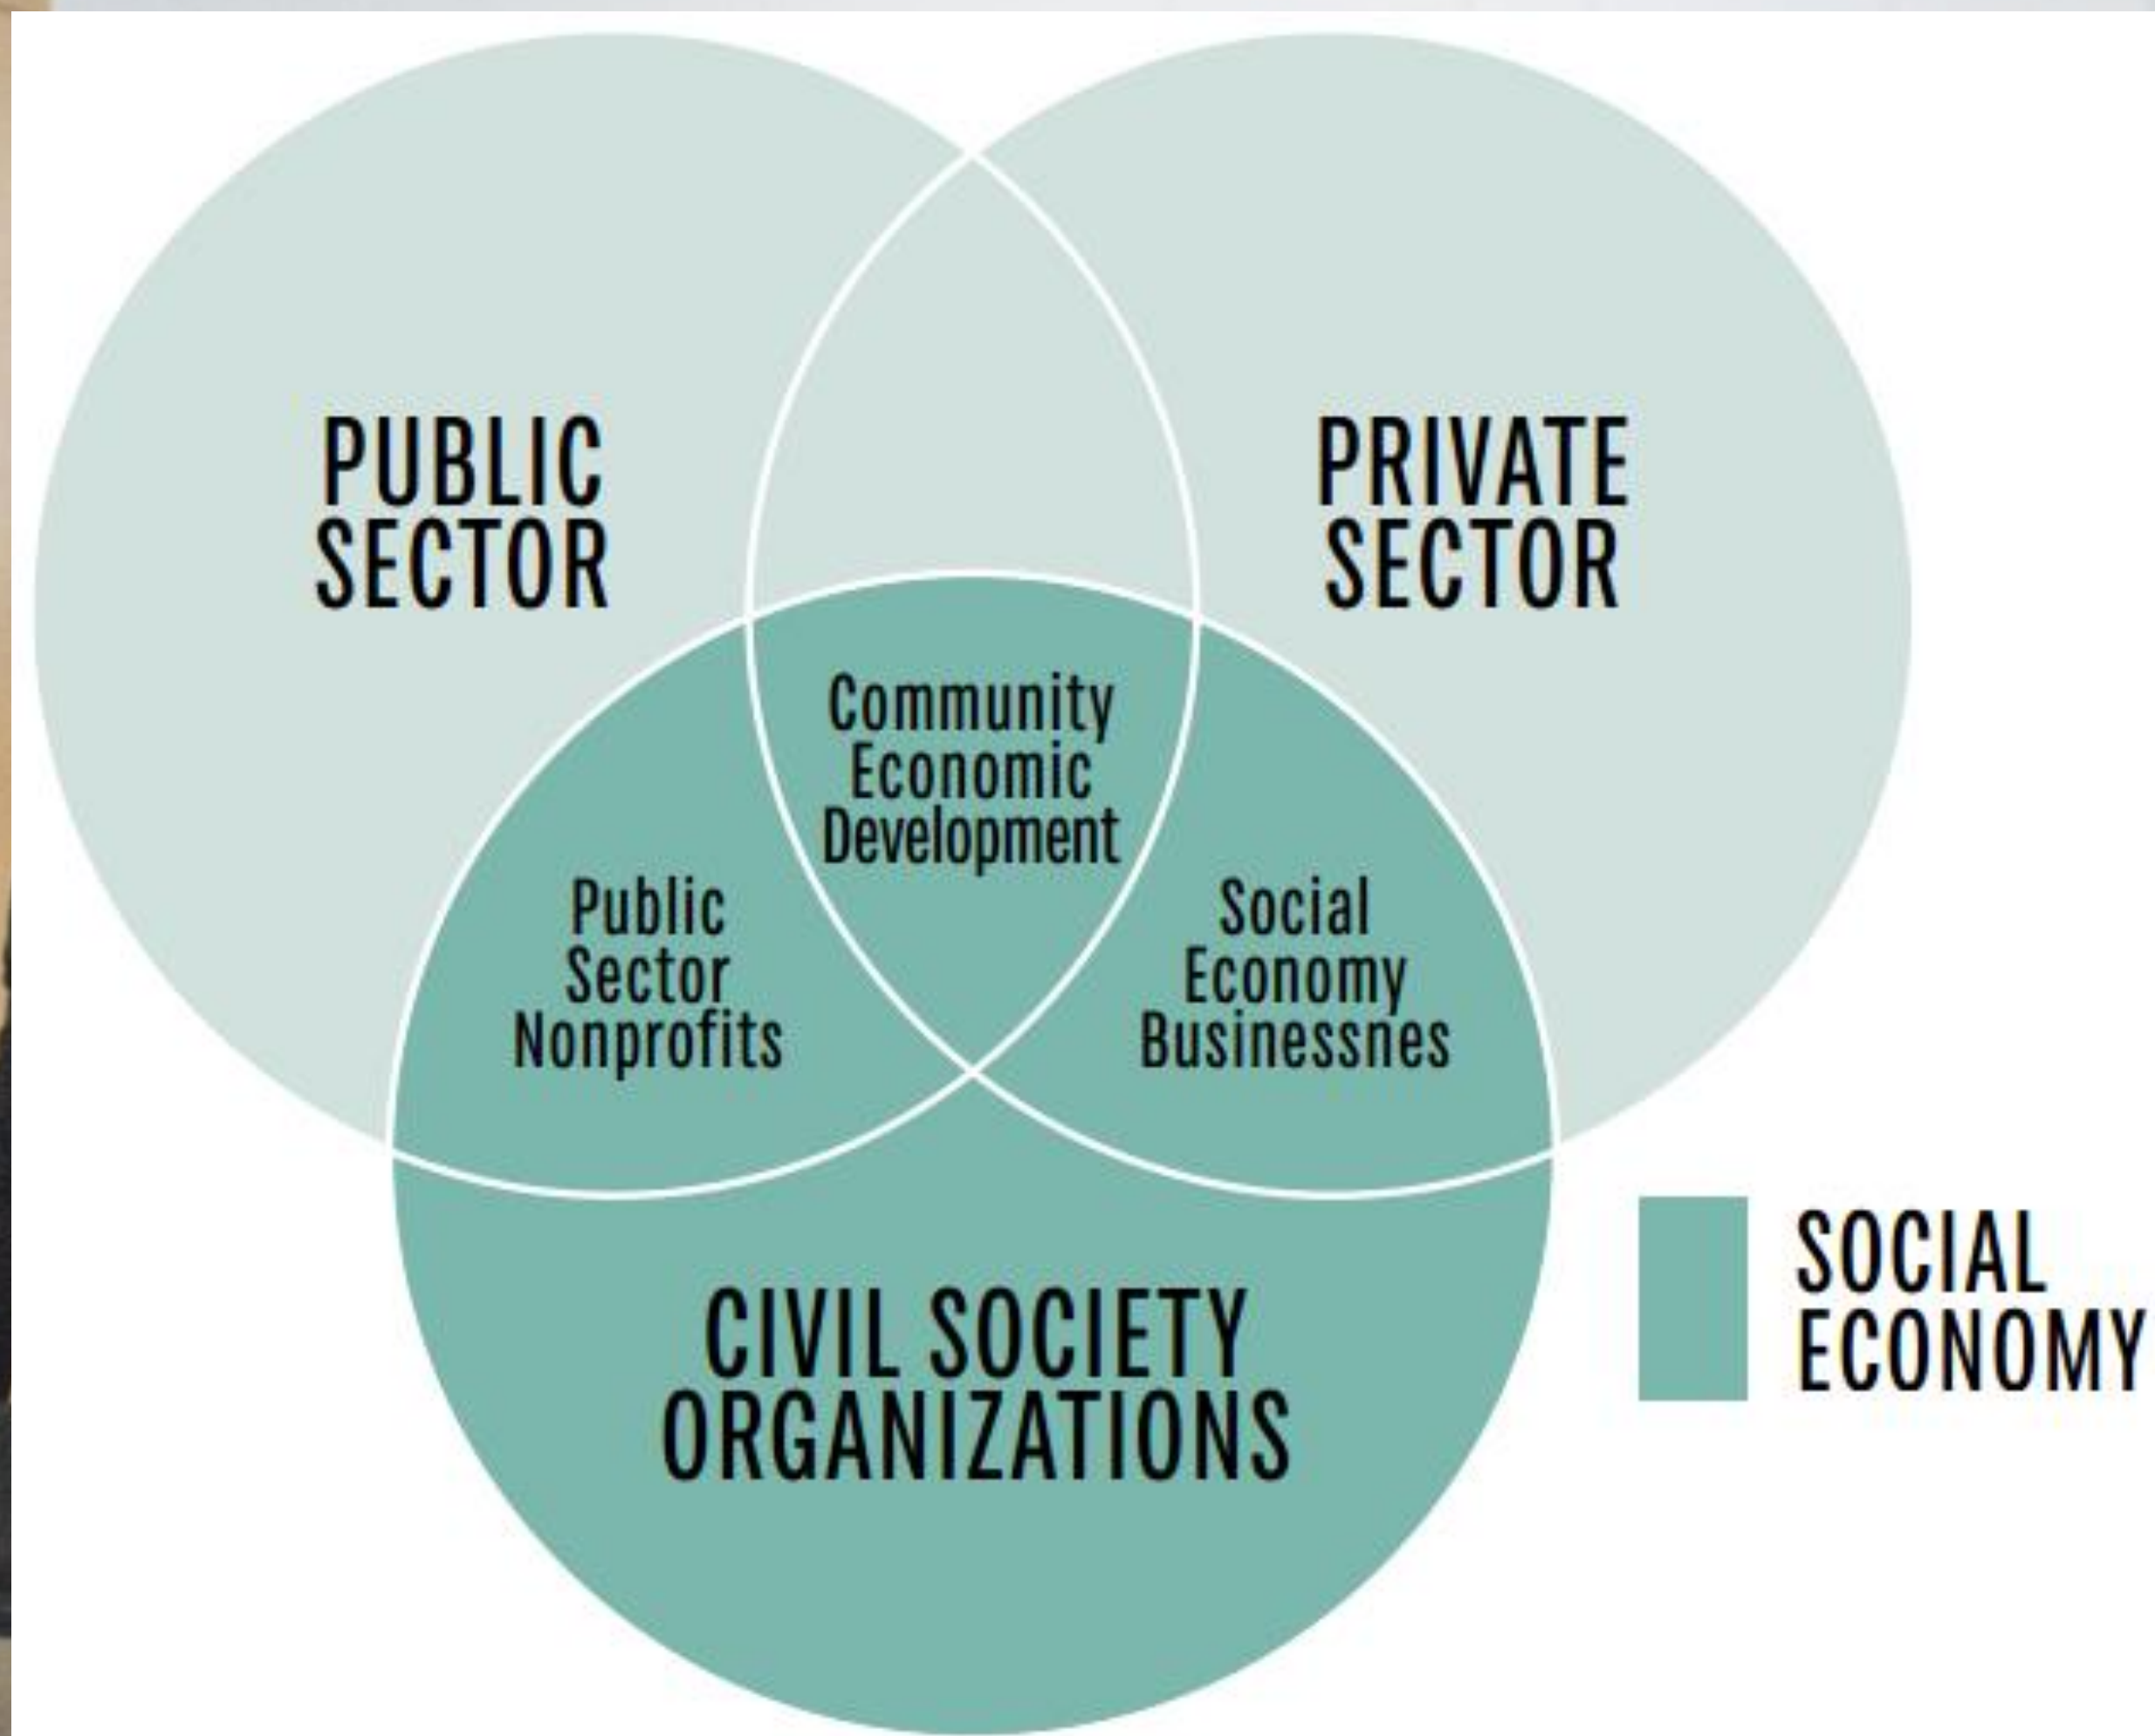 PUBLIC
SECTOR
PRIVATE
SECTOR
Community
Economic
Development
Public
Sector
Nonprofits
Social
Economy
Businessnes
CIVIL SOCIETY
ORGANIZATIONS
SOCIAL
ECONOMY